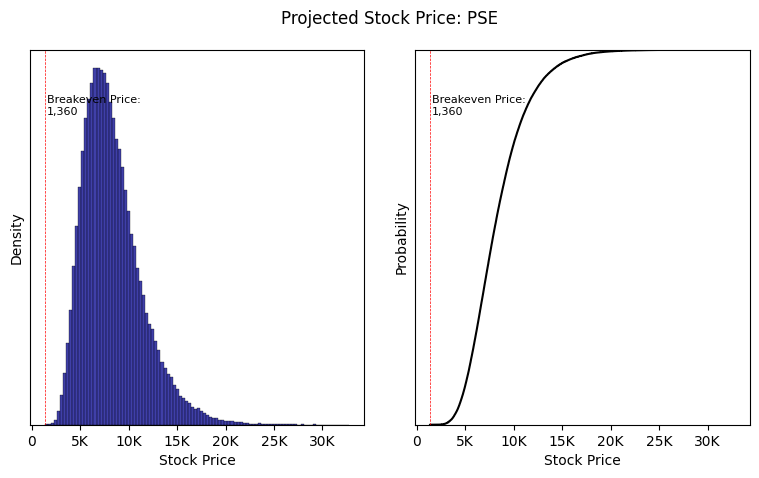 Projected Stock Price: PSE
Breakeven Price:
1,360
Density
0 5K 10K 15K 20K 25K 30K
Stock Price
Breakeven Price:
1,360
Probability
0 5K 10K 15K 20K 25K 30K
Stock Price